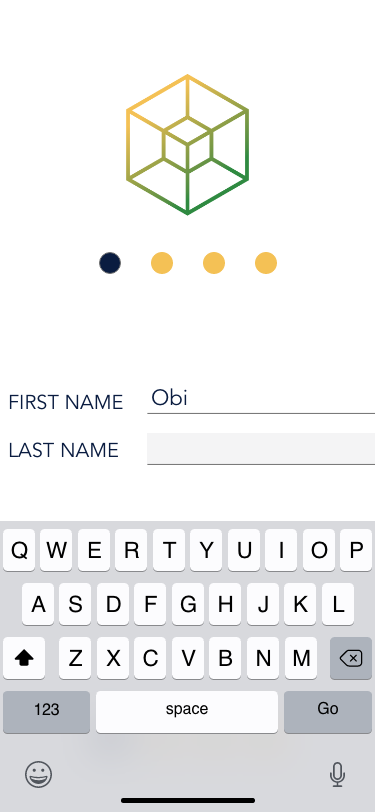 FIRST NAME Obi
LAST NAME
Q W E R T Y U I O P
A S D F G H J K L
Z X C V B N M
123 space Go